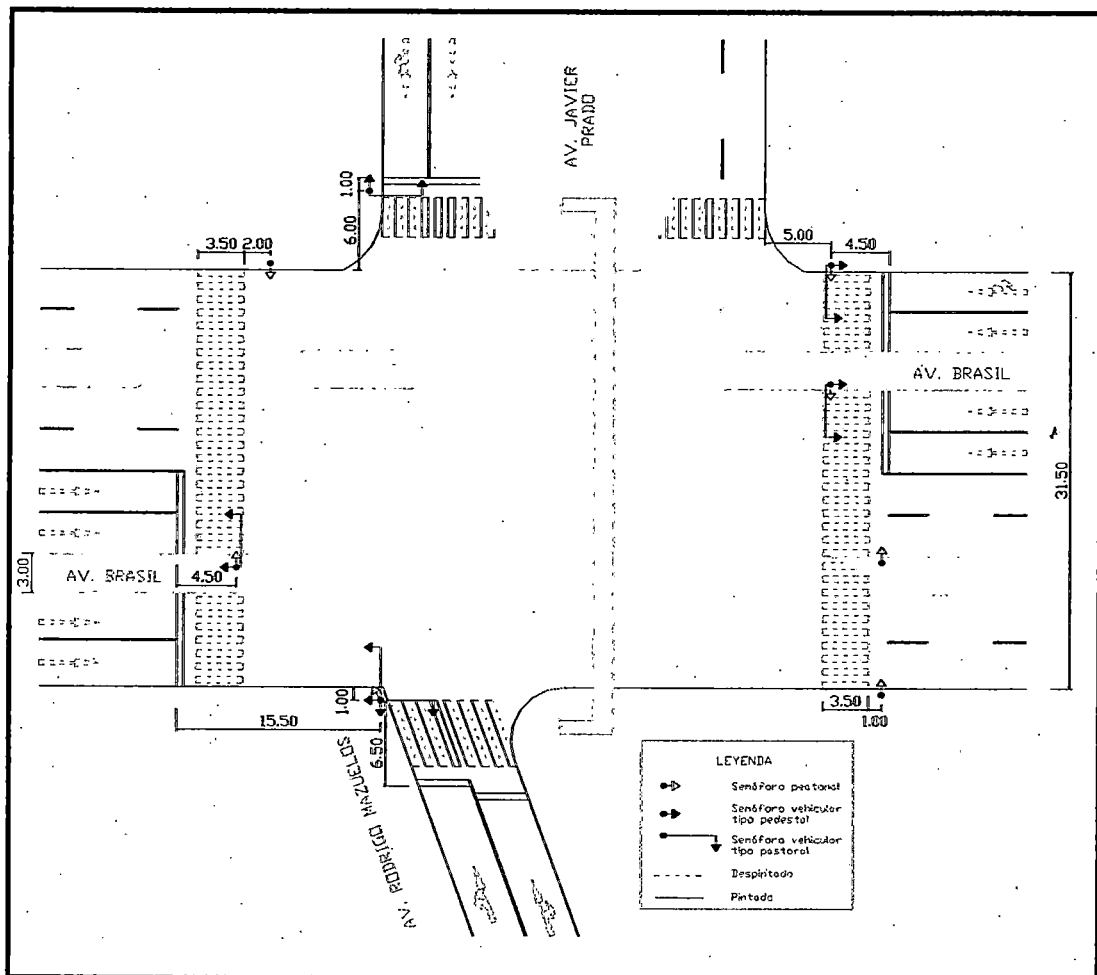 AV. JAVIER
PRADO
1.00
6.00
3.50 2.00
5.00
4.50
AV. BRASIL
31.50
3.00
AV. BRASIL
4.50
15.50
1.00
6.50
3.50
1.00
AV. RODRIGO MAZUELOS
LEYENDA
Semáforo peatonal
Semáforo vehicular
tipo pedestal
Semáforo vehicular
tipo pastoral
Despintado
Pintada